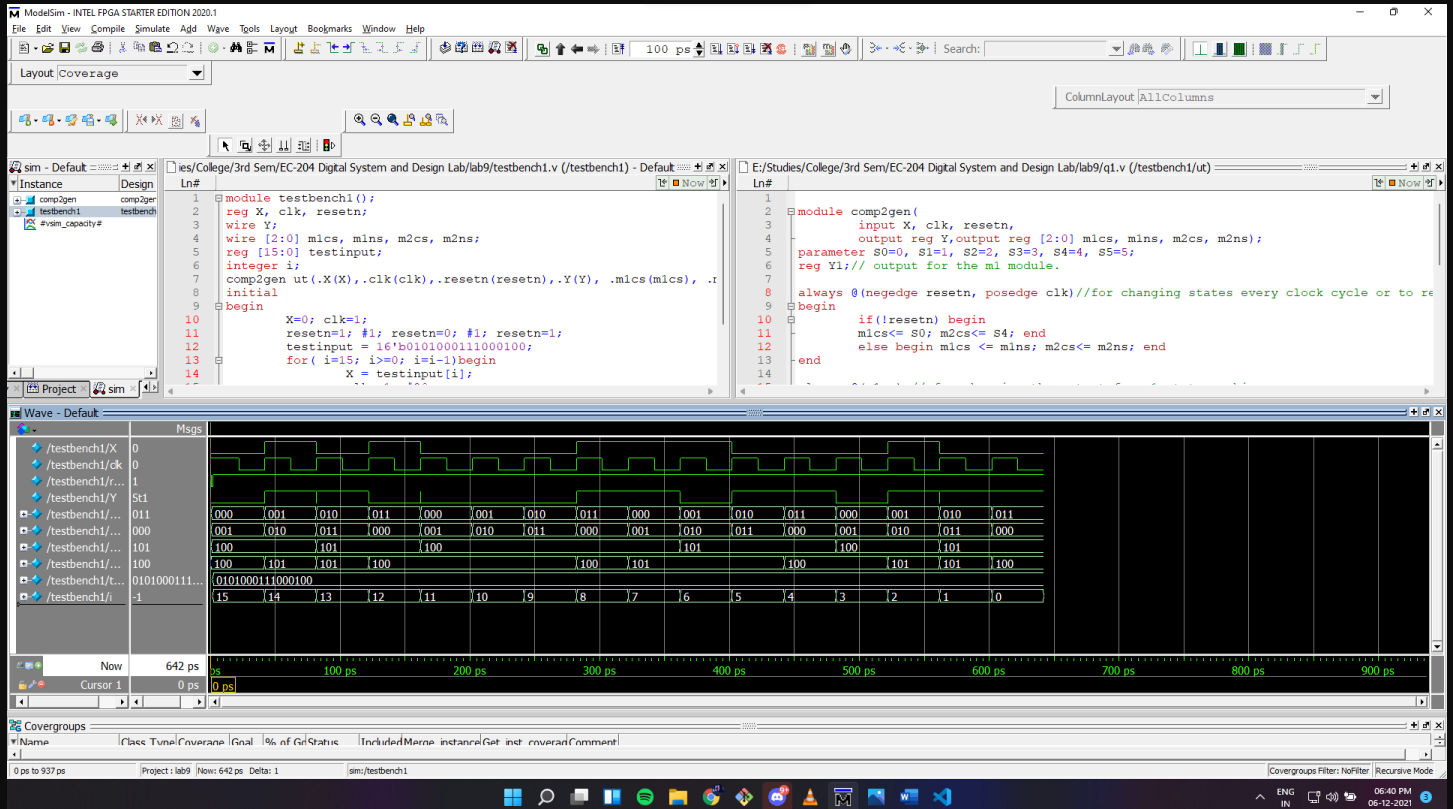 ModelSim - INTEL FPGA STARTER EDITION 2020.1
File Edit View Compile Simulate Add Wave Tools Layout Bookmarks Window Help
100 ps Search:
Layout Coverage
ColumnLayout AllColumns
sim - Default
Instance Design
comp2gen comp2ger
testbench1 testbench
#vsim_capacity#
Project sim
ies/College/3rd Sem/EC-204 Digital System and Design Lab/lab9/testbench1.v (/testbench1) - Default
Ln# Now
1 module testbench1();
2 reg X, clk, resetn;
3 wire Y;
4 wire [2:0] m1cs, m1ns, m2cs, m2ns;
5 reg [15:0] testinput;
6 integer i;
7 comp2gen ut(.X(X),.clk(clk),.resetn(resetn),.Y(Y), .m1cs(m1cs),
8 initial
9 begin
10 X=0; clk=1;
11 resetn=1; #1; resetn=0; #1; resetn=1;
12 testinput = 16'b0101000111000100;
13 for( i=15; i>=0; i=i-1)begin
14 X = testinput[i];
E:/Studies/College/3rd Sem/EC-204 Digital System and Design Lab/lab9/q1.v (/testbench1/ut)
Ln# Now
1
2 module comp2gen(
3 input X, clk, resetn,
4 output reg Y,output reg [2:0] m1cs, m1ns, m2cs, m2ns);
5 parameter S0=0, S1=1, S2=2, S3=3, S4=4, S5=5;
6 reg Y1;// output for the m1 module.
7
8 always @(negedge resetn, posedge clk)//for changing states every clock cycle or to re
9 begin
10 if(!resetn) begin
11 m1cs<= S0; m2cs<= S4; end
12 else begin m1cs <= m1ns; m2cs<= m2ns; end
13 end
14
Wave - Default
Msgs
/testbench1/X 0
/testbench1/clk 0
/testbench1/r... 1
/testbench1/Y St1
/testbench1/... 011 000 001 010 011 000 001 010 011 000 001 010 011 000 001 010 011
/testbench1/... 000 001 010 011 000 001 010 011 000 001 010 011 000 001 010 011 000
/testbench1/... 101 100 101 100 101 100 101
/testbench1/... 100 100 101 101 100 100 101 100 101 101 100
/testbench1/t... 0101000111... 0101000111000100
/testbench1/i -1 15 14 13 12 11 10 9 8 7 6 5 4 3 2 1 0
Now 642 ps ps 100 ps 200 ps 300 ps 400 ps 500 ps 600 ps 700 ps 800 ps 900 ps
Cursor 1 0 ps 0 ps
Covergroups
Name Class Type Coverage Goal % of Go Status Included Merge_instance Get_inst_coverag Comment
0 ps to 937 ps Project : lab9 Now: 642 ps Delta: 1 sim:/testbench1 Covergroups Filter: NoFilter Recursive Mode
ENG
IN
06:40 PM
06-12-2021
3